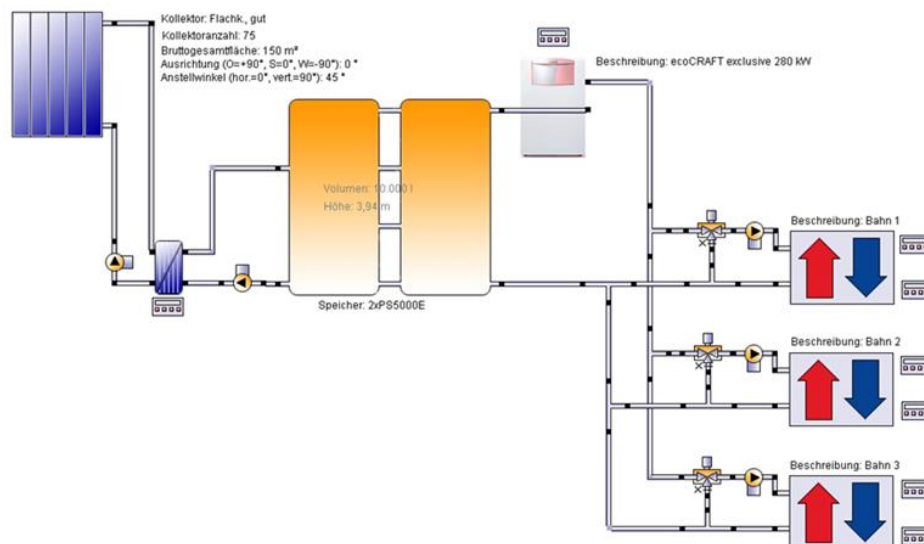 Kollektor: Flachk., gut
Kollektoranzahl: 75
Bruttogesamtfläche: 150 m²
Ausrichtung (O=+90°, S=0°, W=-90°): 0 °
Anstellwinkel (hor.=0°, vert.=90°): 45 °
Beschreibung: ecoCRAFT exclusive 280 kW
Volumen: 10.000 l
Höhe: 3,94 m
Speicher: 2xPS5000E
Beschreibung: Bahn 1
Beschreibung: Bahn 2
Beschreibung: Bahn 3